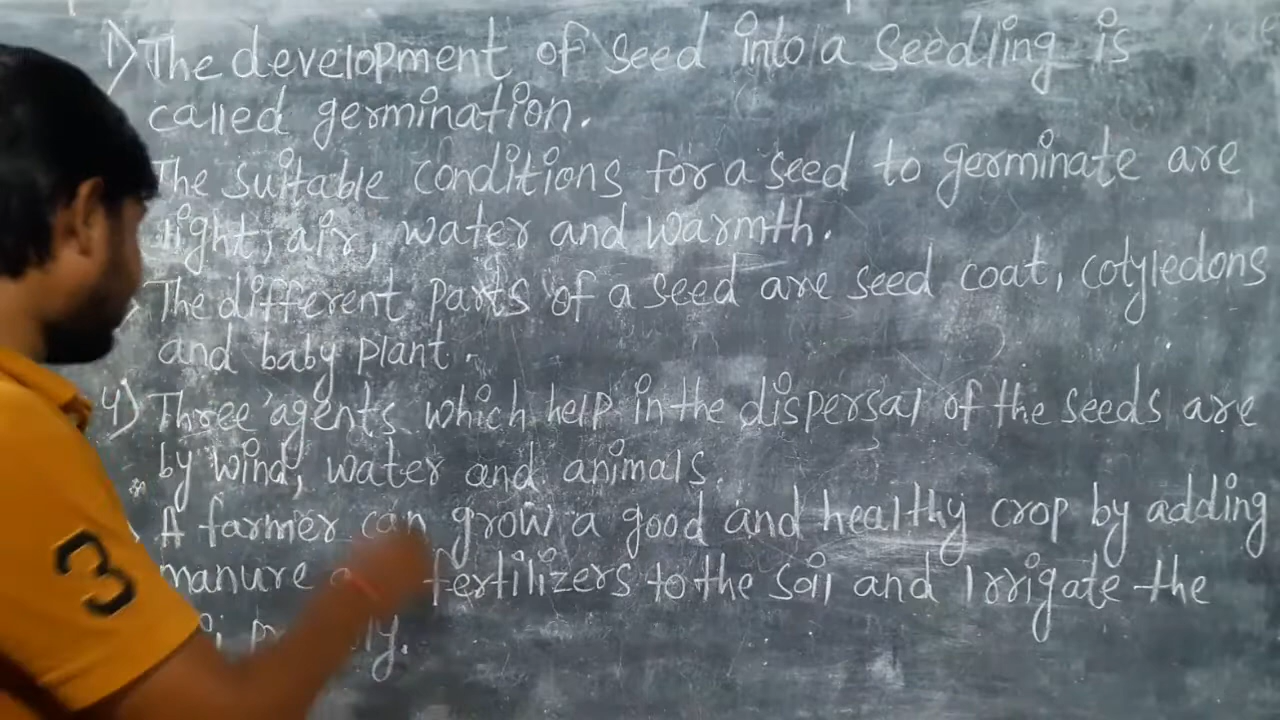 1) The development of seed into a seedling is
called germination.
The suitable conditions for a seed to germinate are
light, air, water and warmth.
The different parts of a seed are seed coat, cotyledons
and baby plant.
4) Three agents which help in the dispersal of the seeds are
by wind, water and animals.
A farmer can grow a good and healthy crop by adding
manure fertilizers to the soil and Irrigate the
3